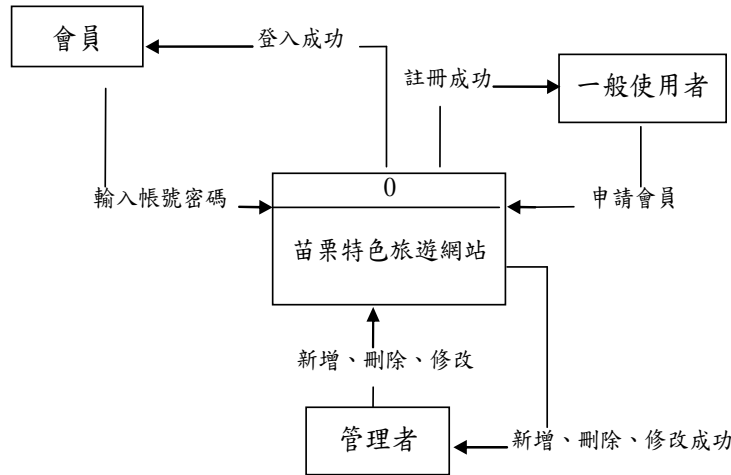 會員
登入成功
註冊成功
一般使用者
0
輸入帳號密碼
申請會員
苗栗特色旅遊網站
新增、刪除、修改
管理者
新增、刪除、修改成功